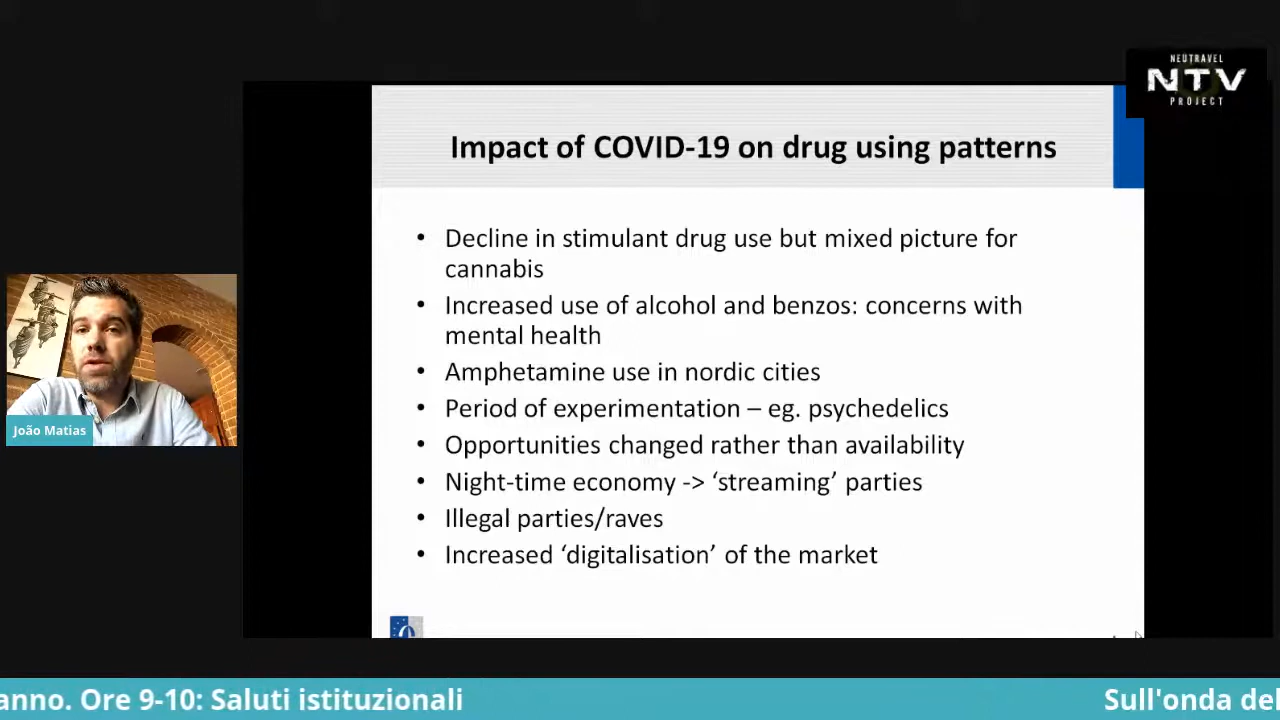 NEUTRAVEL
NTV
PROJECT
Impact of COVID-19 on drug using patterns
• Decline in stimulant drug use but mixed picture for
cannabis
• Increased use of alcohol and benzos: concerns with
mental health
• Amphetamine use in nordic cities
• Period of experimentation – eg. psychedelics
• Opportunities changed rather than availability
• Night-time economy -> ‘streaming’ parties
• Illegal parties/raves
• Increased ‘digitalisation’ of the market
João Matias
anno. Ore 9-10: Saluti istituzionali
Sull'onda del